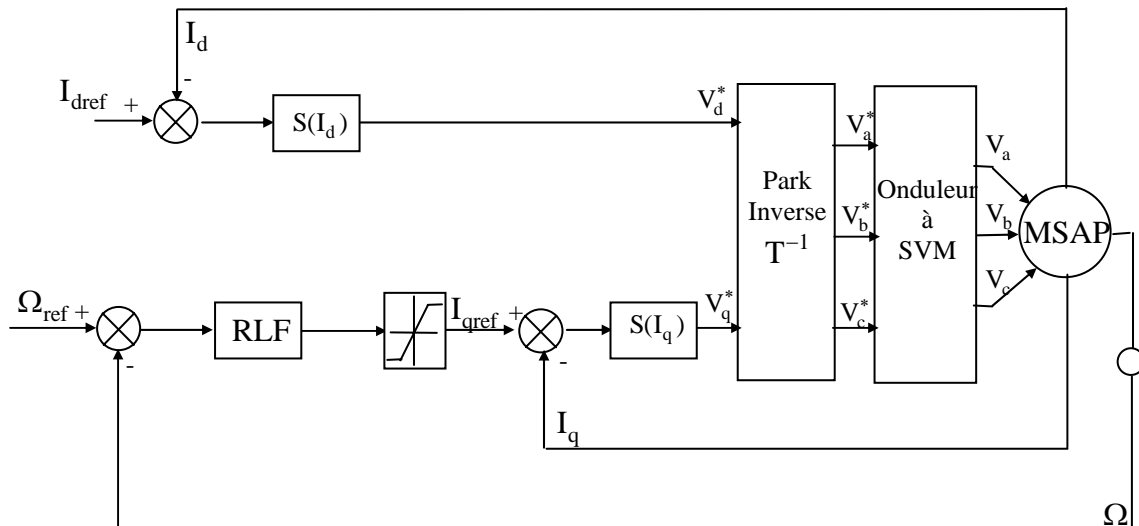 I_d
-
I_dref
+
S(I_d)
V_d^*
V_a^*
V_a
Park
Inverse
T^−1
V_b^*
Onduleur
à
SVM
V_b
MSAP
V_c
Ω_ref
+
-
RLF
I_qref
+
-
S(I_q)
V_q^*
V_c^*
I_q
Ω